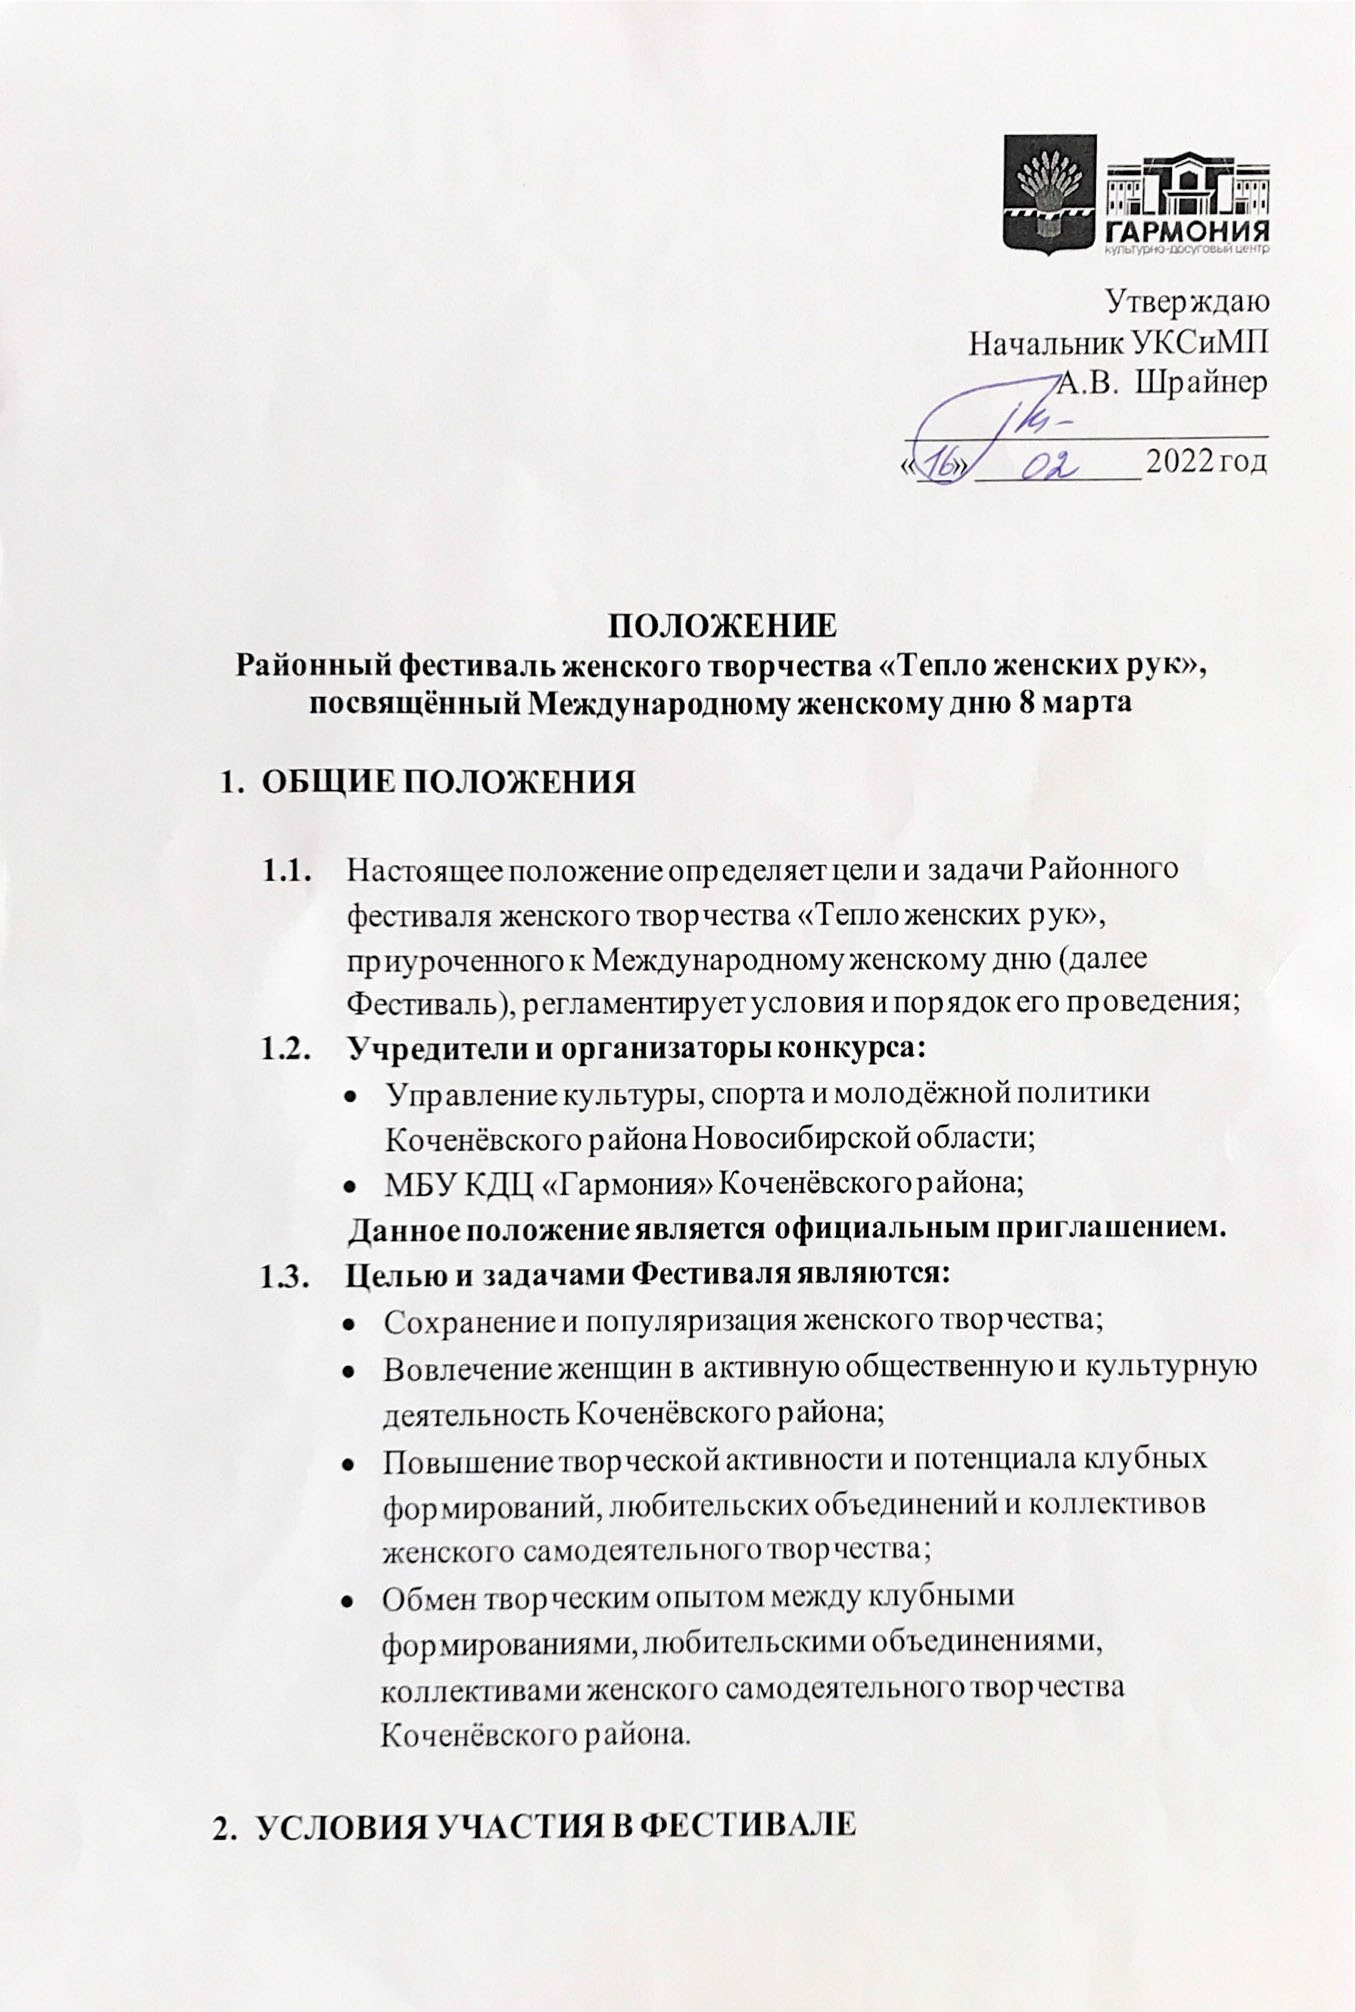 ГАРМОНИЯ
культурно-досуговый центр
Утверждаю
Начальник УКСиМП
А.В. Шрайнер
«16» 02 2022 год
ПОЛОЖЕНИЕ
Районный фестиваль женского творчества «Тепло женских рук»,
посвящённый Международному женскому дню 8 марта
1. ОБЩИЕ ПОЛОЖЕНИЯ
1.1. Настоящее положение определяет цели и задачи Районного
фестиваля женского творчества «Тепло женских рук»,
приуроченного к Международному женскому дню (далее
Фестиваль), регламентирует условия и порядок его проведения;
1.2. Учредители и организаторы конкурса:
• Управление культуры, спорта и молодёжной политики
Коченёвского района Новосибирской области;
• МБУ КДЦ «Гармония» Коченёвского района;
Данное положение является официальным приглашением.
1.3. Целью и задачами Фестиваля являются:
• Сохранение и популяризация женского творчества;
• Вовлечение женщин в активную общественную и культурную
деятельность Коченёвского района;
• Повышение творческой активности и потенциала клубных
формирований, любительских объединений и коллективов
женского самодеятельного творчества;
• Обмен творческим опытом между клубными
формированиями, любительскими объединениями,
коллективами женского самодеятельного творчества
Коченёвского района.
2. УСЛОВИЯ УЧАСТИЯ В ФЕСТИВАЛЕ